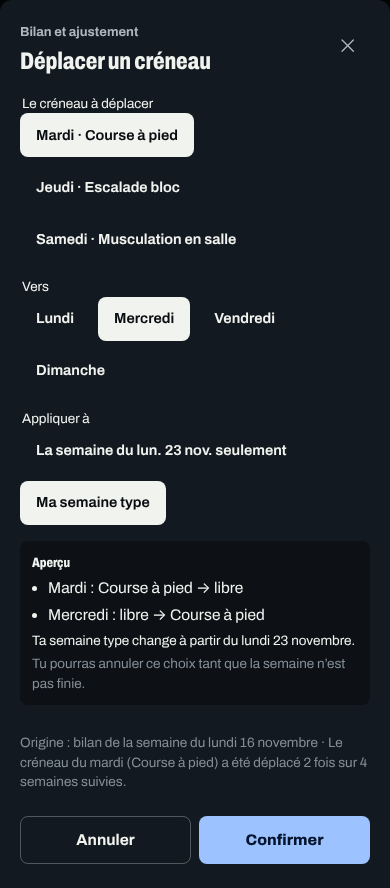 Bilan et ajustement
Déplacer un créneau
Le créneau à déplacer
Mardi · Course à pied
Jeudi · Escalade bloc
Samedi · Musculation en salle
Vers
Lundi Mercredi Vendredi
Dimanche
Appliquer à
La semaine du lun. 23 nov. seulement
Ma semaine type
Aperçu
• Mardi : Course à pied → libre
• Mercredi : libre → Course à pied
Ta semaine type change à partir du lundi 23 novembre.
Tu pourras annuler ce choix tant que la semaine n’est
pas finie.
Origine : bilan de la semaine du lundi 16 novembre · Le
créneau du mardi (Course à pied) a été déplacé 2 fois sur 4
semaines suivies.
Annuler Confirmer